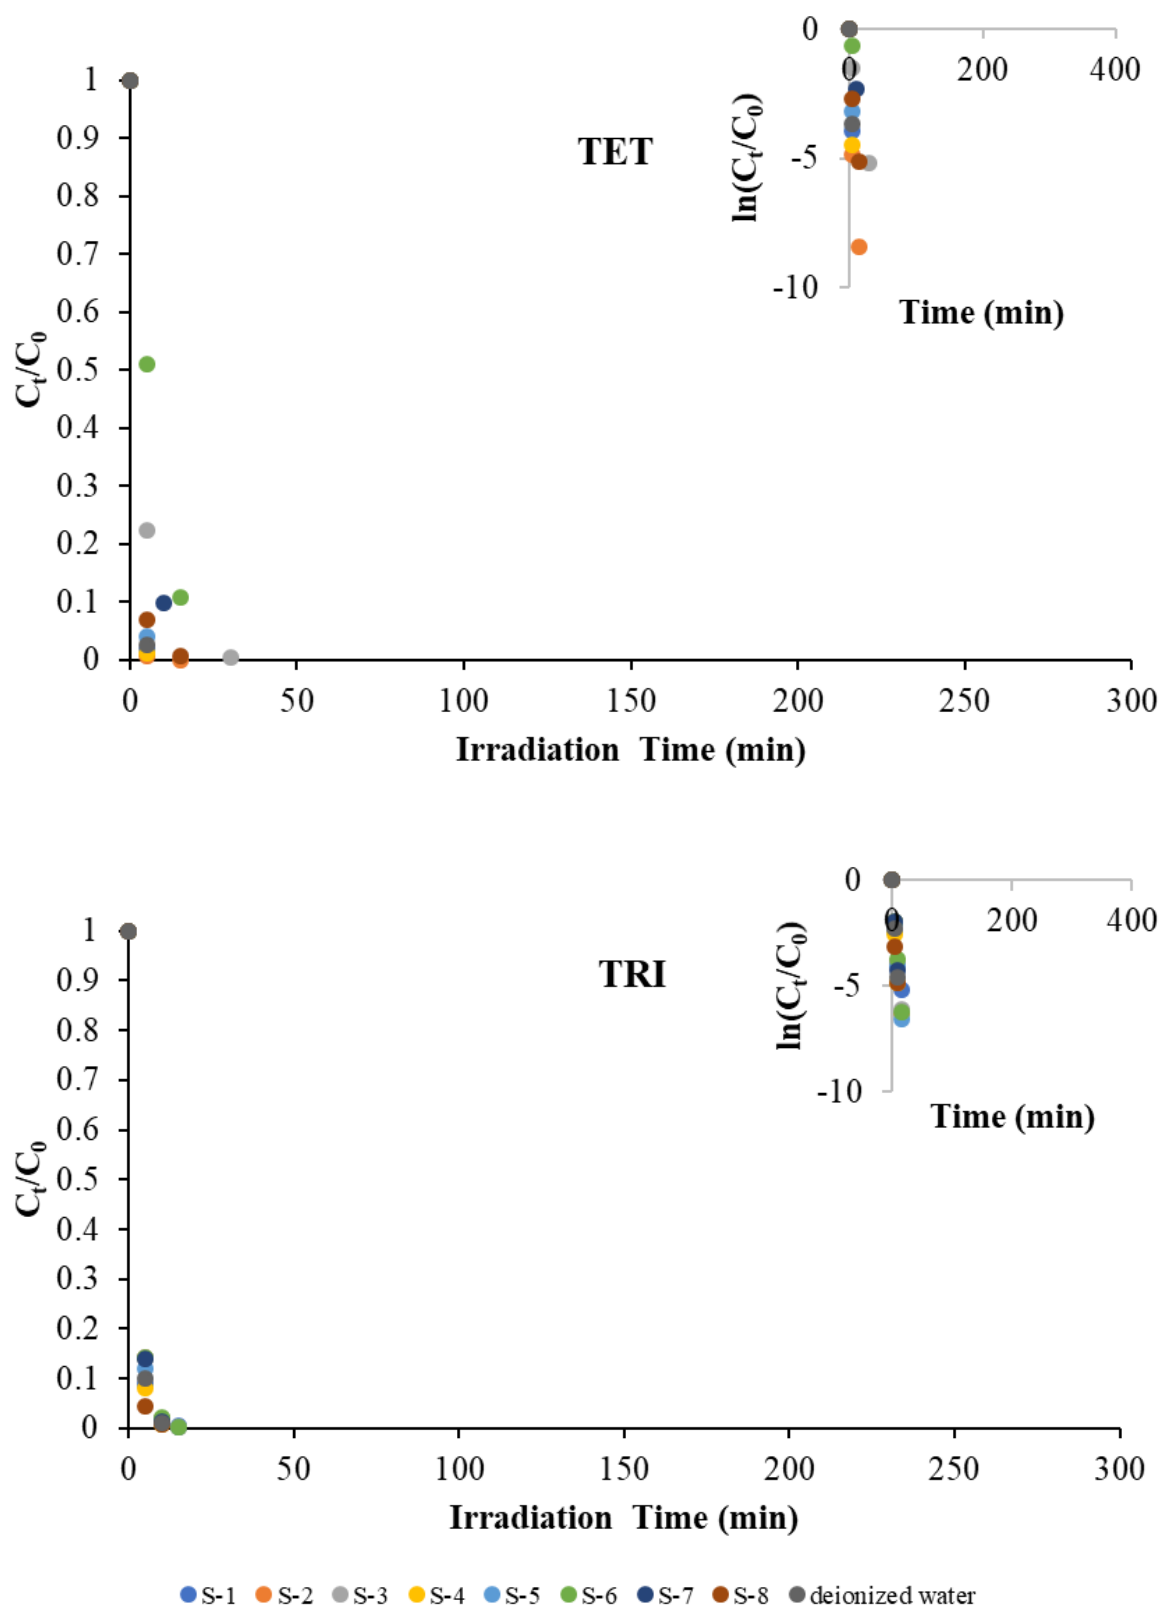 0
0 200 400
-5
-10
ln(Cₜ/C₀)
Time (min)
TET
1
0.9
0.8
0.7
0.6
0.5
0.4
0.3
0.2
0.1
0
Cₜ/C₀
0 50 100 150 200 250 300
Irradiation Time (min)
0
0 200 400
-5
-10
ln(Cₜ/C₀)
Time (min)
TRI
1
0.9
0.8
0.7
0.6
0.5
0.4
0.3
0.2
0.1
0
Cₜ/C₀
0 50 100 150 200 250 300
Irradiation Time (min)
S-1 S-2 S-3 S-4 S-5 S-6 S-7 S-8 deionized water